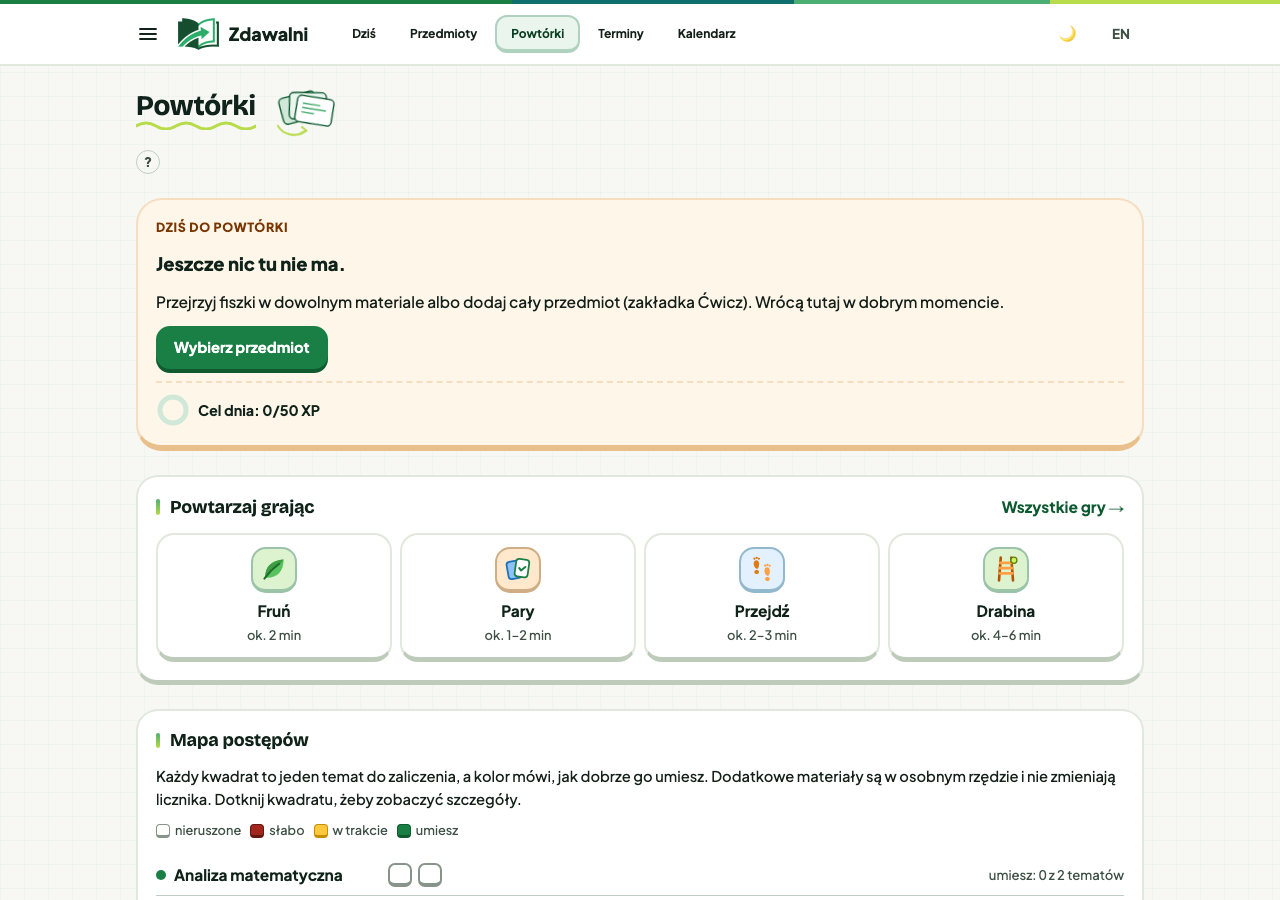 Zdawalni
Dziś
Przedmioty
Powtórki
Terminy
Kalendarz
EN
Powtórki
?
DZIŚ DO POWTÓRKI
Jeszcze nic tu nie ma.
Przejrzyj fiszki w dowolnym materiale albo dodaj cały przedmiot (zakładka Ćwicz). Wrócą tutaj w dobrym momencie.
Wybierz przedmiot
Cel dnia: 0/50 XP
Powtarzaj grając
Wszystkie gry →
Fruń
ok. 2 min
Pary
ok. 1–2 min
Przejdź
ok. 2–3 min
Drabina
ok. 4–6 min
Mapa postępów
Każdy kwadrat to jeden temat do zaliczenia, a kolor mówi, jak dobrze go umiesz. Dodatkowe materiały są w osobnym rzędzie i nie zmieniają
licznika. Dotknij kwadratu, żeby zobaczyć szczegóły.
nieruszone słabo w trakcie umiesz
Analiza matematyczna
umiesz: 0 z 2 tematów